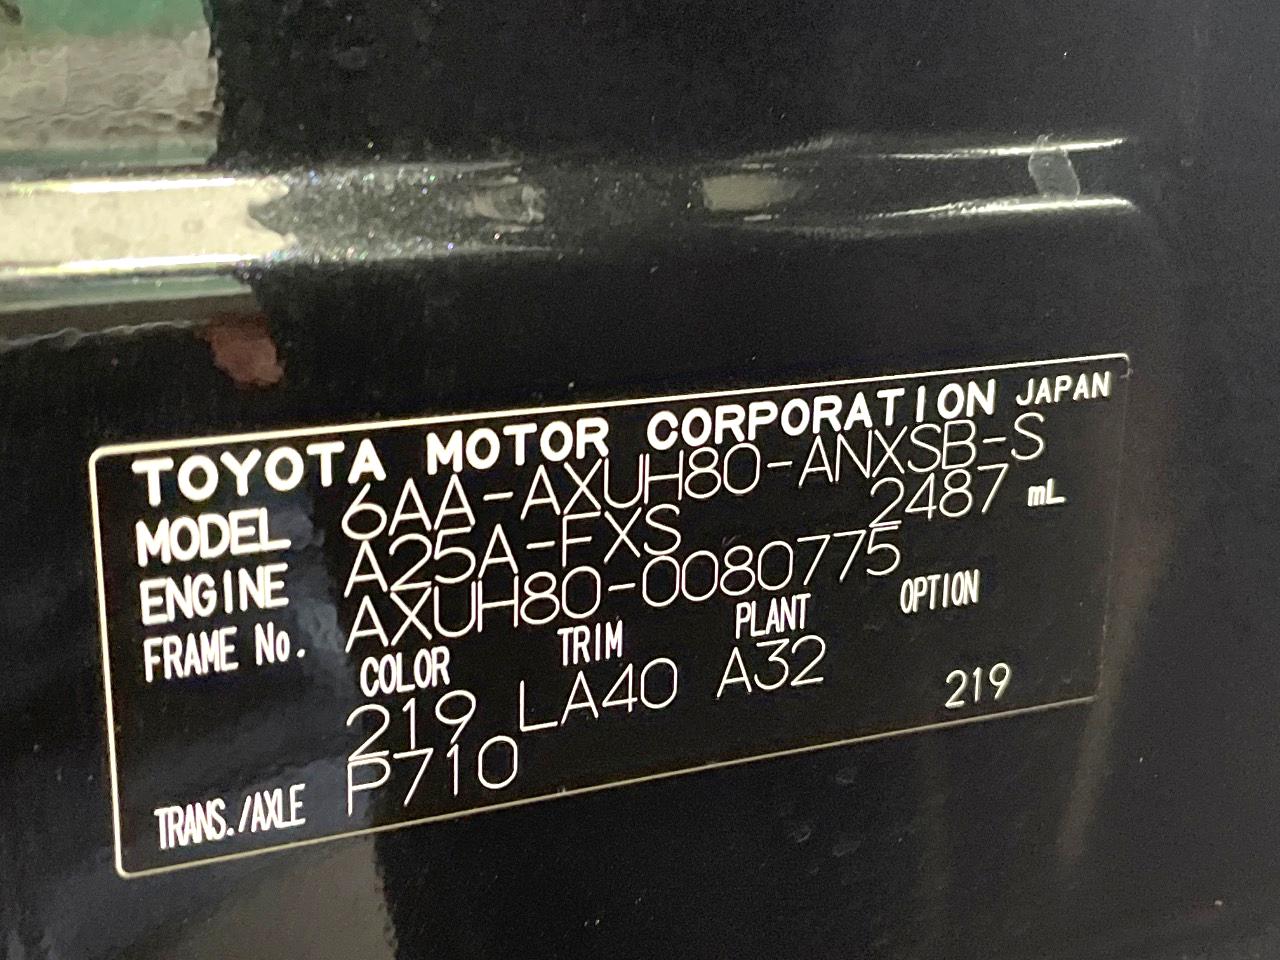 TOYOTA MOTOR CORPORATION JAPAN
MODEL 6AA-AXUH80-ANXSB-S
ENGINE A25A-FXS 2487 mL
FRAME No. AXUH80-0080775
COLOR TRIM PLANT OPTION
219 LA40 A32
TRANS./AXLE P710 219